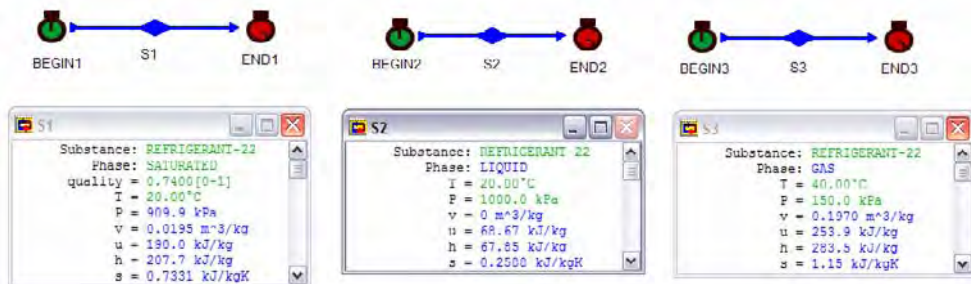 BEGIN1 S1 END1
BEGIN2 S2 END2
BEGIN3 S3 END3
S1
Substance: REFRIGERANT-22
Phase: SATURATED
quality = 0.7400[0-1]
T = 20.00°C
P = 909.9 kPa
v = 0.0195 m^3/kg
u = 190.0 kJ/kg
h = 207.7 kJ/kg
s = 0.7331 kJ/kgK
S2
Substance: REFRIGERANT 22
Phase: LIQUID
T = 20.00°C
P = 1000.0 kPa
v = 0 m^3/kg
u = 68.67 kJ/kg
h = 67.85 kJ/kg
s = 0.2588 kJ/kgK
S3
Substance: REFRIGERANT-22
Phase: GAS
T = 40.00°C
P = 150.0 kPa
v = 0.1970 m^3/kg
u = 253.9 kJ/kg
h = 283.5 kJ/kg
s = 1.15 kJ/kgK